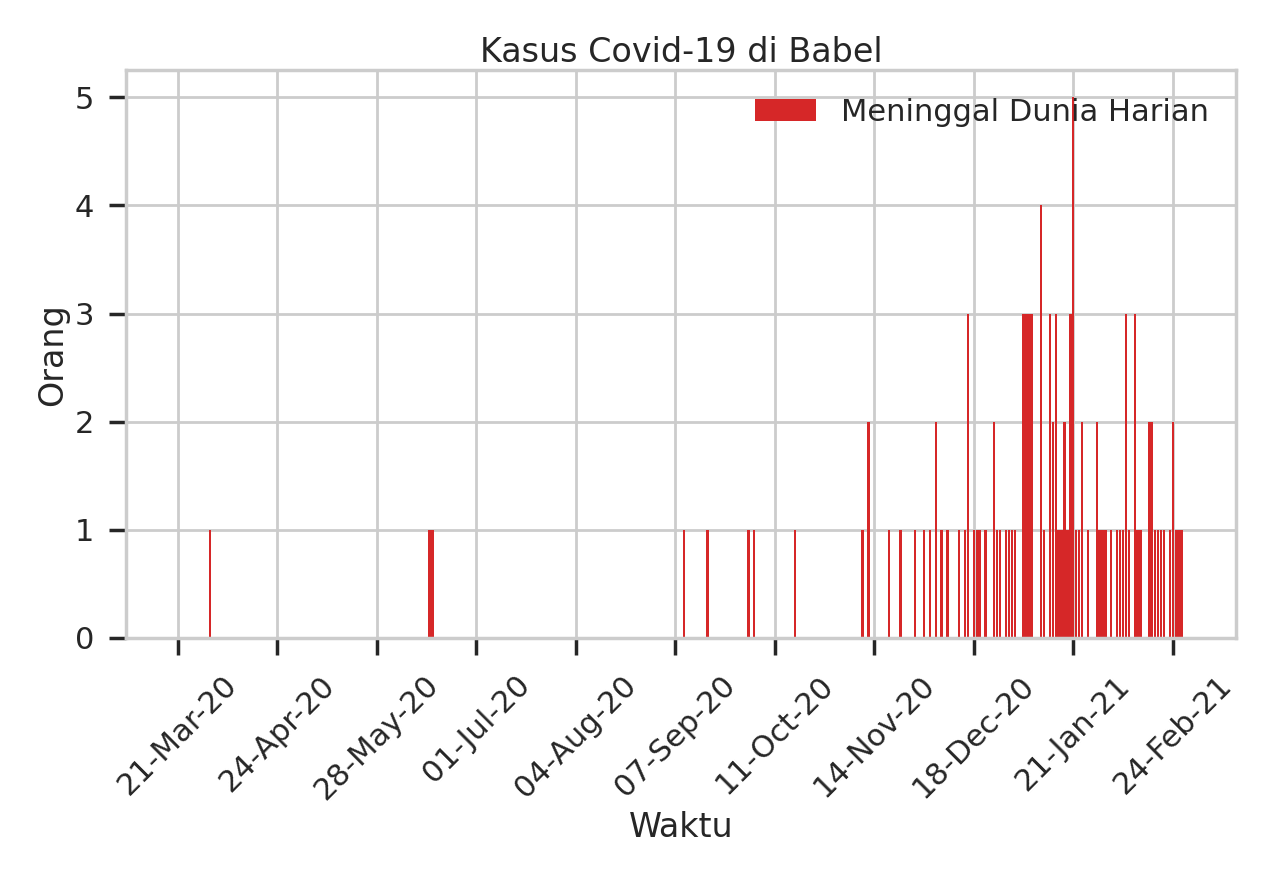 Kasus Covid-19 di Babel
Meninggal Dunia Harian
Orang
5
4
3
2
1
0
21-Mar-20
24-Apr-20
28-May-20
01-Jul-20
04-Aug-20
07-Sep-20
11-Oct-20
14-Nov-20
18-Dec-20
21-Jan-21
24-Feb-21
Waktu